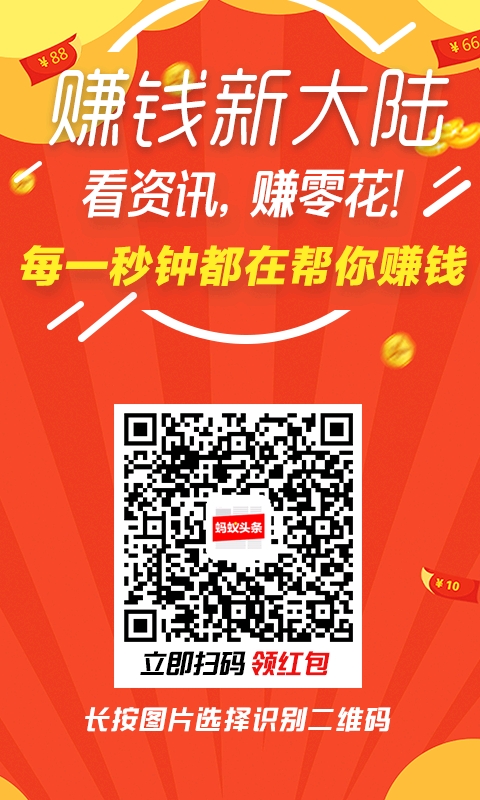 ¥88
¥66
赚钱新大陆
看资讯,赚零花!
每一秒钟都在帮你赚钱
蚂蚁头条
¥10
立即扫码 领红包
长按图片选择识别二维码